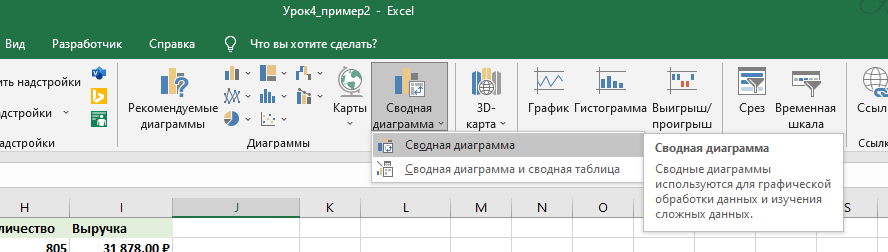 Урок4_пример2 - Excel
Вид Разработчик Справка Что вы хотите сделать?
ить надстройки
надстройки
надстройки
Рекомендуемые диаграммы
Карты
Сводная диаграмма
3D-карта
График Гистограмма Выигрыш/проигрыш
Срез Временная шкала
Ссыл
Диаграммы
Ссылк
Сводная диаграмма
Сводная диаграмма и сводная таблица
Сводная диаграмма
Сводные диаграммы
используются для графической
обработки данных и изучения
сложных данных.
H I J K L M N O S
личество Выручка
805 31 878,00 ₽